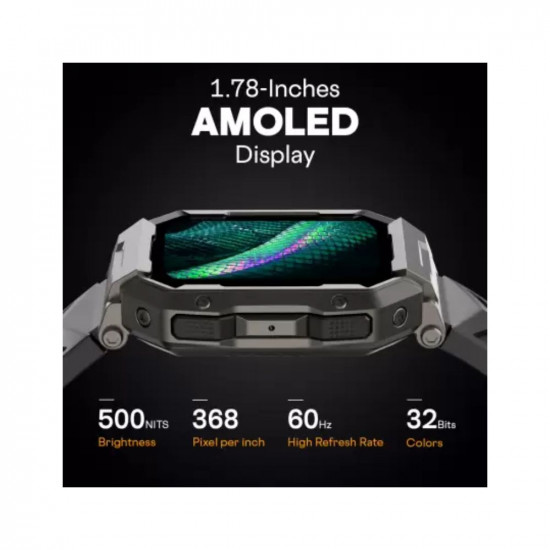 1.78-Inches
AMOLED
Display
500NITS 368 60Hz 32Bits
Brightness Pixel per inch High Refresh Rate Colors